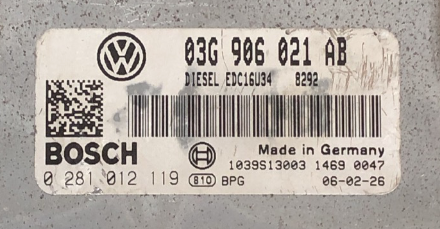 03G 906 021 AB
DIESEL EDC16U34 8292
BOSCH
Made in Germany
1039S13003 1469 0047
0 281 012 119
810 BPG
06-02-26